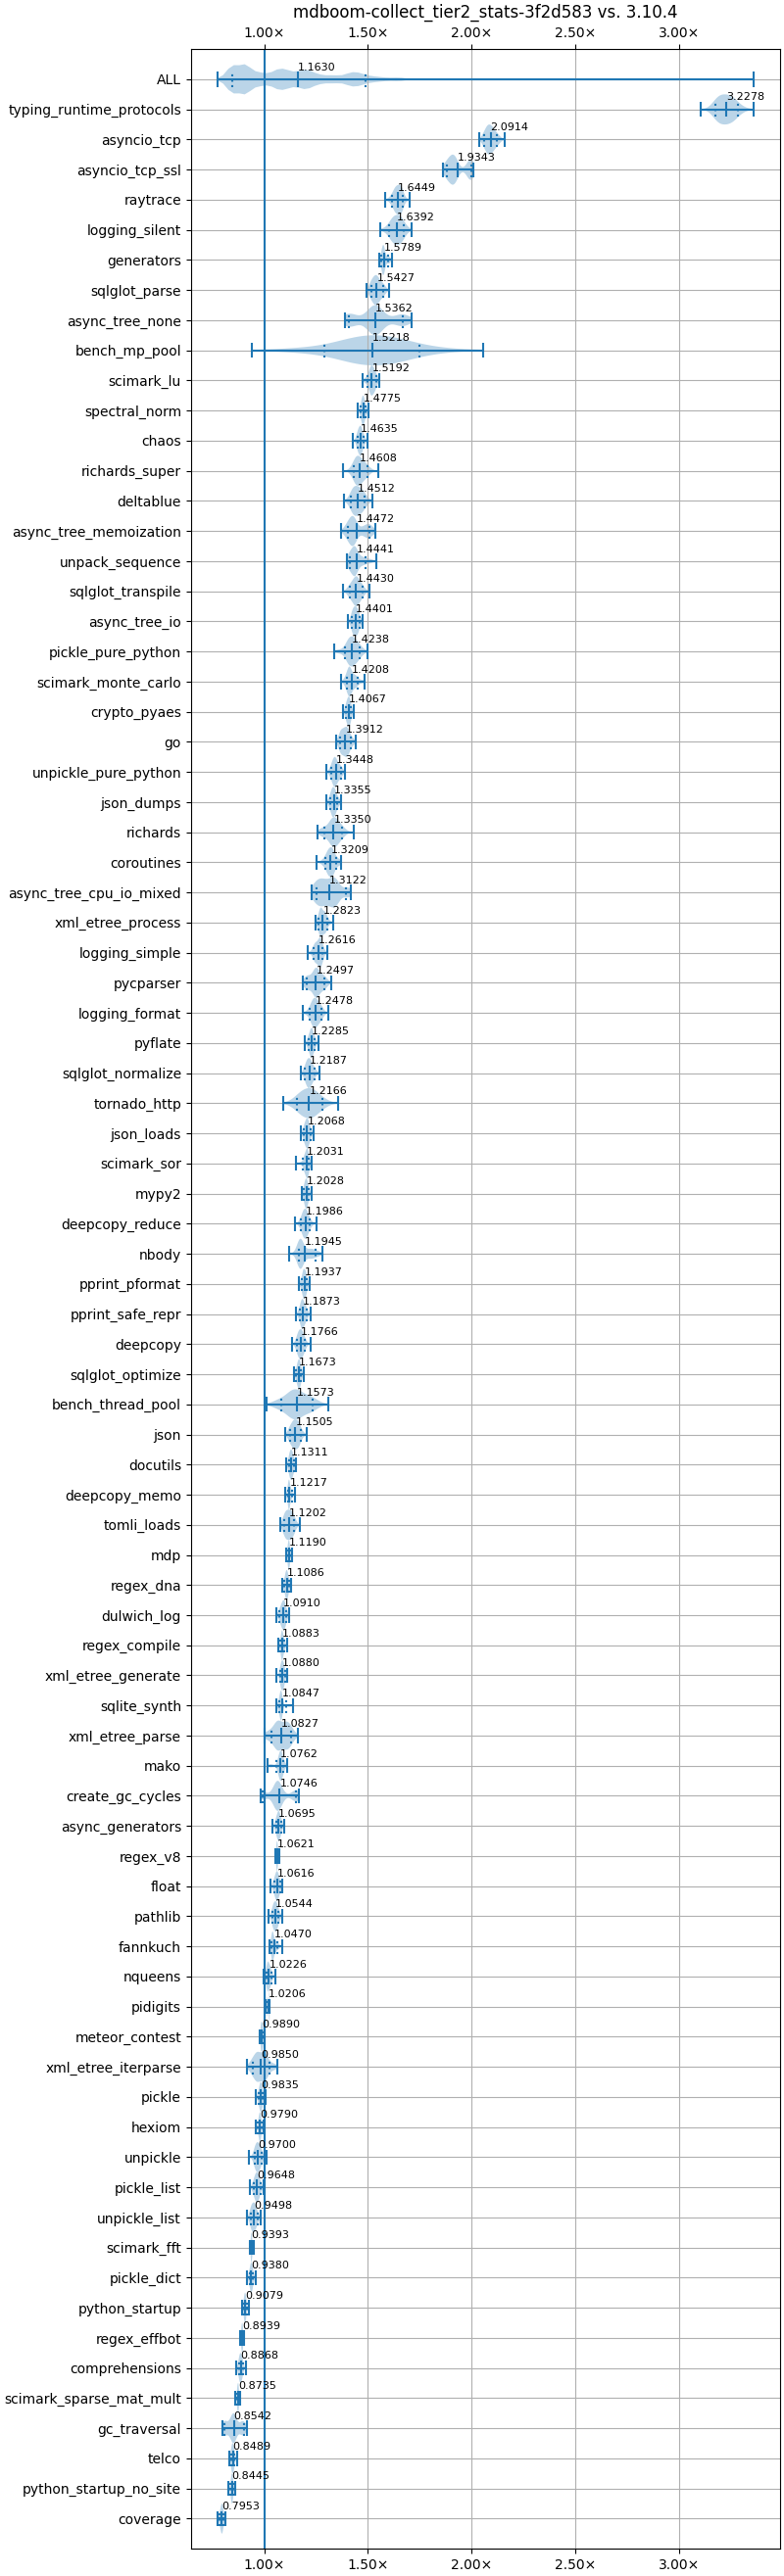 mdboom-collect_tier2_stats-3f2d583 vs. 3.10.4
1.00× 1.50× 2.00× 2.50× 3.00×
ALL 1.1630
typing_runtime_protocols 3.2278
asyncio_tcp 2.0914
asyncio_tcp_ssl 1.9343
raytrace 1.6449
logging_silent 1.6392
generators 1.5789
sqlglot_parse 1.5427
async_tree_none 1.5362
bench_mp_pool 1.5218
scimark_lu 1.5192
spectral_norm 1.4775
chaos 1.4635
richards_super 1.4608
deltablue 1.4512
async_tree_memoization 1.4472
unpack_sequence 1.4441
sqlglot_transpile 1.4430
async_tree_io 1.4401
pickle_pure_python 1.4238
scimark_monte_carlo 1.4208
crypto_pyaes 1.4067
go 1.3912
unpickle_pure_python 1.3448
json_dumps 1.3355
richards 1.3350
coroutines 1.3209
async_tree_cpu_io_mixed 1.3122
xml_etree_process 1.2823
logging_simple 1.2616
pycparser 1.2497
logging_format 1.2478
pyflate 1.2285
sqlglot_normalize 1.2187
tornado_http 1.2166
json_loads 1.2068
scimark_sor 1.2031
mypy2 1.2028
deepcopy_reduce 1.1986
nbody 1.1945
pprint_pformat 1.1937
pprint_safe_repr 1.1873
deepcopy 1.1766
sqlglot_optimize 1.1673
bench_thread_pool 1.1573
json 1.1505
docutils 1.1311
deepcopy_memo 1.1217
tomli_loads 1.1202
mdp 1.1190
regex_dna 1.1086
dulwich_log 1.0910
regex_compile 1.0883
xml_etree_generate 1.0880
sqlite_synth 1.0847
xml_etree_parse 1.0827
mako 1.0762
create_gc_cycles 1.0746
async_generators 1.0695
regex_v8 1.0621
float 1.0616
pathlib 1.0544
fannkuch 1.0470
nqueens 1.0226
pidigits 1.0206
meteor_contest 0.9890
xml_etree_iterparse 0.9850
pickle 0.9835
hexiom 0.9790
unpickle 0.9700
pickle_list 0.9648
unpickle_list 0.9498
scimark_fft 0.9393
pickle_dict 0.9380
python_startup 0.9079
regex_effbot 0.8939
comprehensions 0.8868
scimark_sparse_mat_mult 0.8735
gc_traversal 0.8542
telco 0.8489
python_startup_no_site 0.8445
coverage 0.7953
1.00× 1.50× 2.00× 2.50× 3.00×